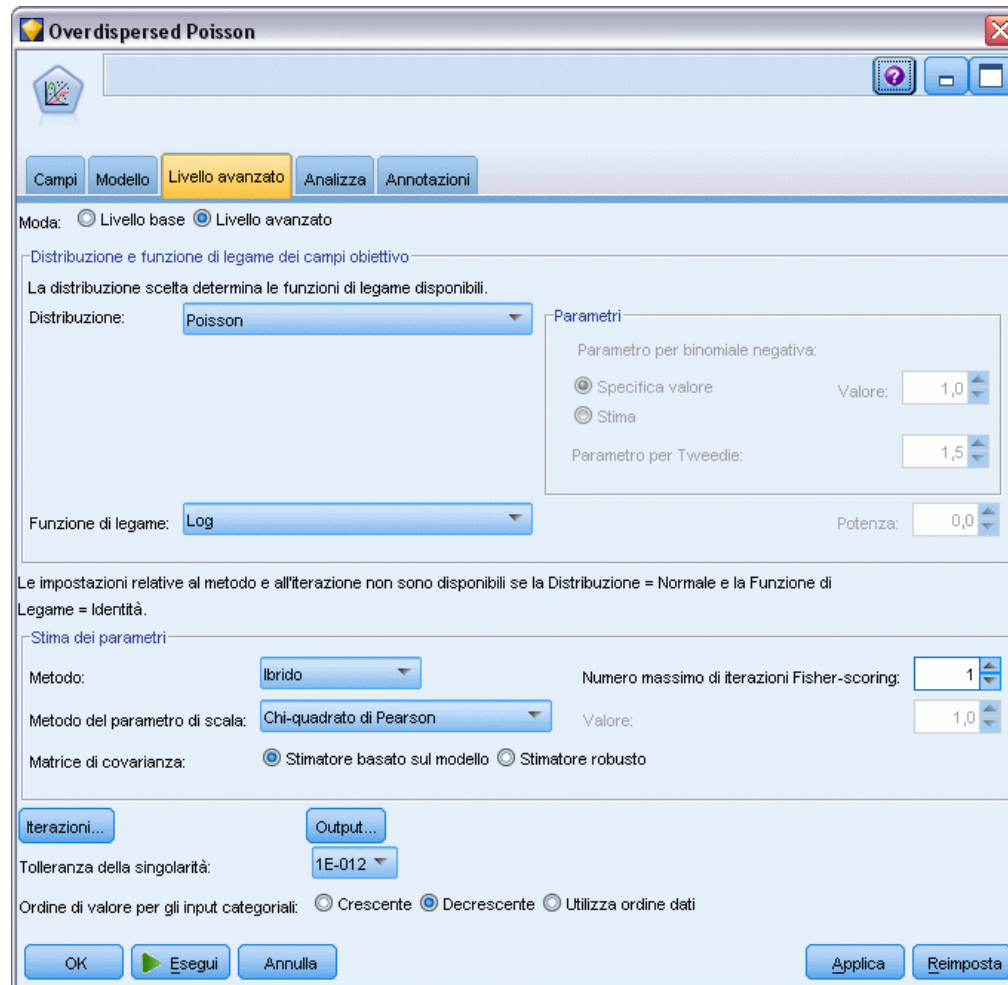 Overdispersed Poisson
Campi Modello Livello avanzato Analizza Annotazioni
Moda: Livello base Livello avanzato
Distribuzione e funzione di legame dei campi obiettivo
La distribuzione scelta determina le funzioni di legame disponibili.
Distribuzione: Poisson
Parametri
Parametro per binomiale negativa:
Specifica valore Valore: 1,0
Stima
Parametro per Tweedie: 1,5
Funzione di legame: Log Potenza: 0,0
Le impostazioni relative al metodo e all'iterazione non sono disponibili se la Distribuzione = Normale e la Funzione di
Legame = Identità.
Stima dei parametri
Metodo: Ibrido Numero massimo di iterazioni Fisher-scoring: 1
Metodo del parametro di scala: Chi-quadrato di Pearson Valore: 1,0
Matrice di covarianza: Stimatore basato sul modello Stimatore robusto
Iterazioni... Output...
Tolleranza della singolarità: 1E-012
Ordine di valore per gli input categoriali: Crescente Decrescente Utilizza ordine dati
OK Esegui Annulla Applica Reimposta